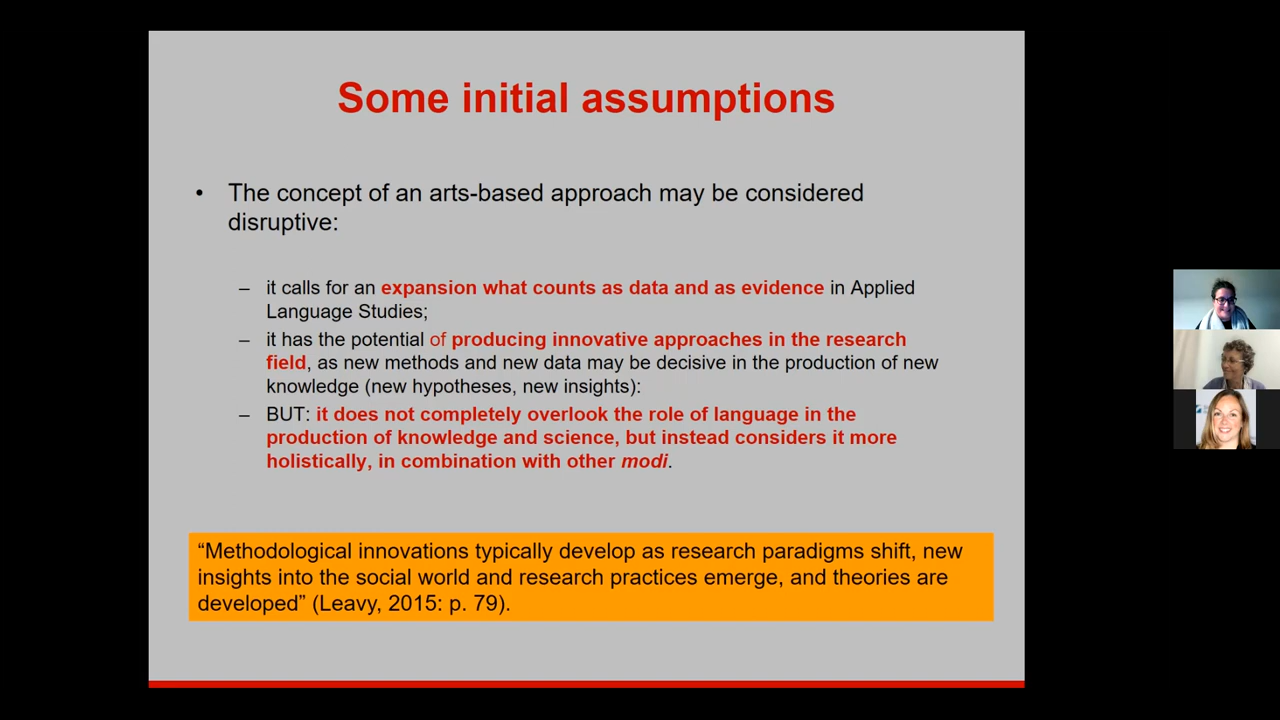 Some initial assumptions
• The concept of an arts-based approach may be considered
disruptive:
– it calls for an expansion what counts as data and as evidence in Applied
Language Studies;
– it has the potential of producing innovative approaches in the research
field, as new methods and new data may be decisive in the production of new
knowledge (new hypotheses, new insights):
– BUT: it does not completely overlook the role of language in the
production of knowledge and science, but instead considers it more
holistically, in combination with other modi.
“Methodological innovations typically develop as research paradigms shift, new
insights into the social world and research practices emerge, and theories are
developed” (Leavy, 2015: p. 79).